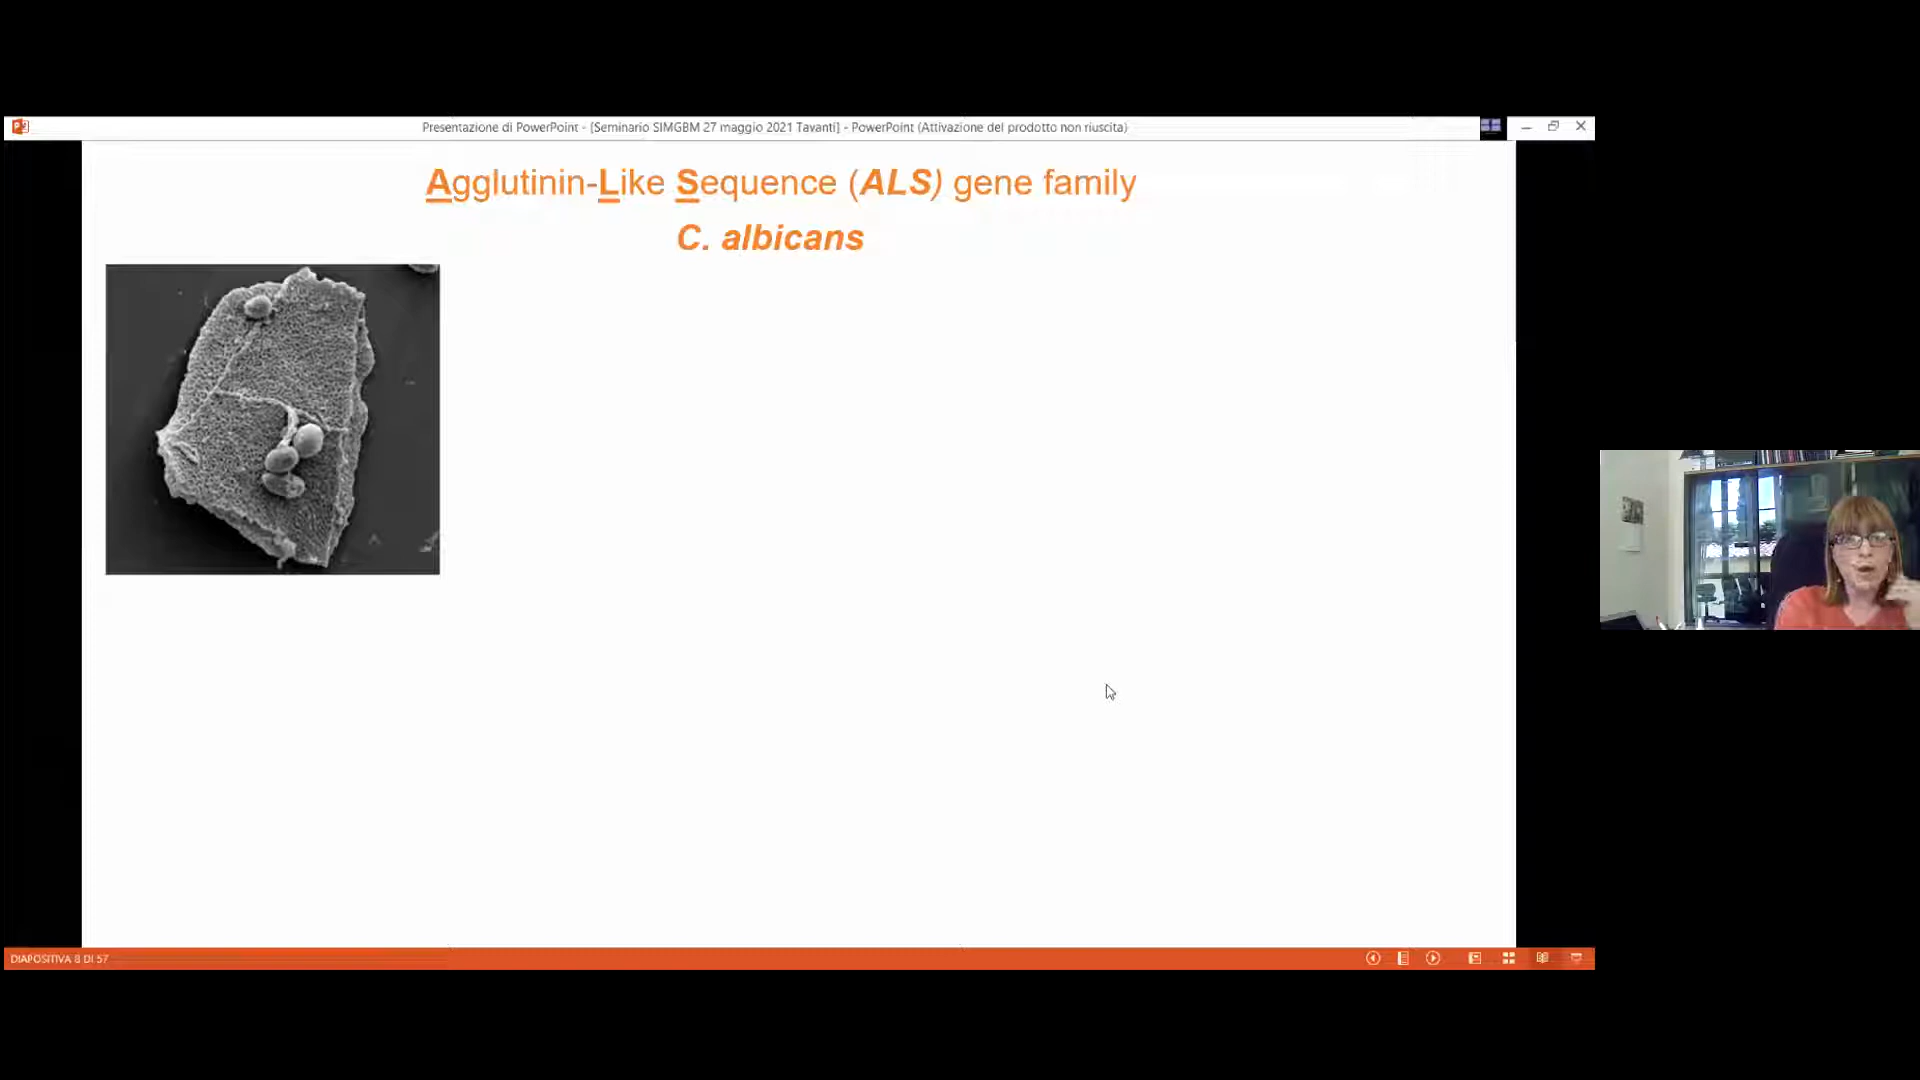 Presentazione di PowerPoint - [Seminario SIMGBM 27 maggio 2021 Tavanti] - PowerPoint (Attivazione del prodotto non riuscita)
Agglutinin-Like Sequence (ALS) gene family
C. albicans
DIAPOSITIVA 8 DI 57